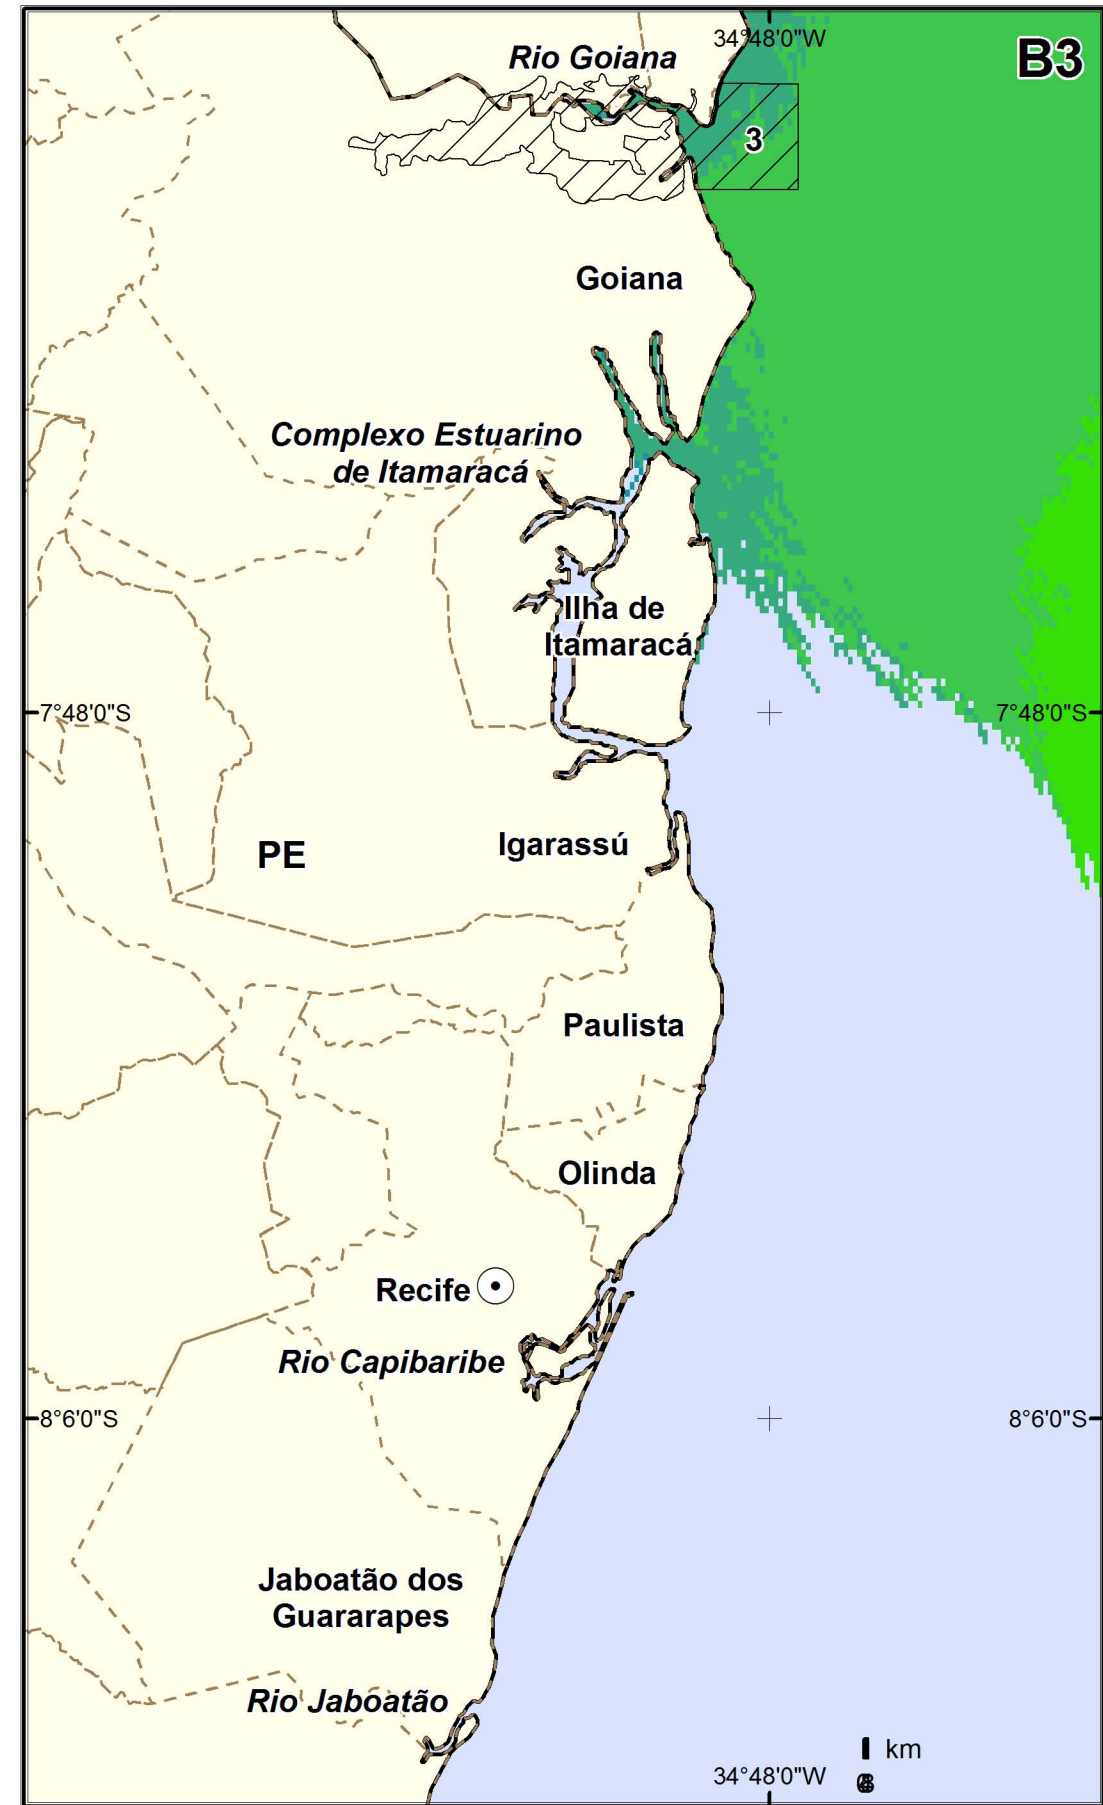 34°48'0"W
B3
Rio Goiana
3
Goiana
Complexo Estuarino
de Itamaracá
Ilha de
Itamaracá
7°48'0"S
7°48'0"S
Igarassú
PE
Paulista
Olinda
Recife
Rio Capibaribe
8°6'0"S
8°6'0"S
Jaboatão dos
Guararapes
Rio Jaboatão
km
34°48'0"W